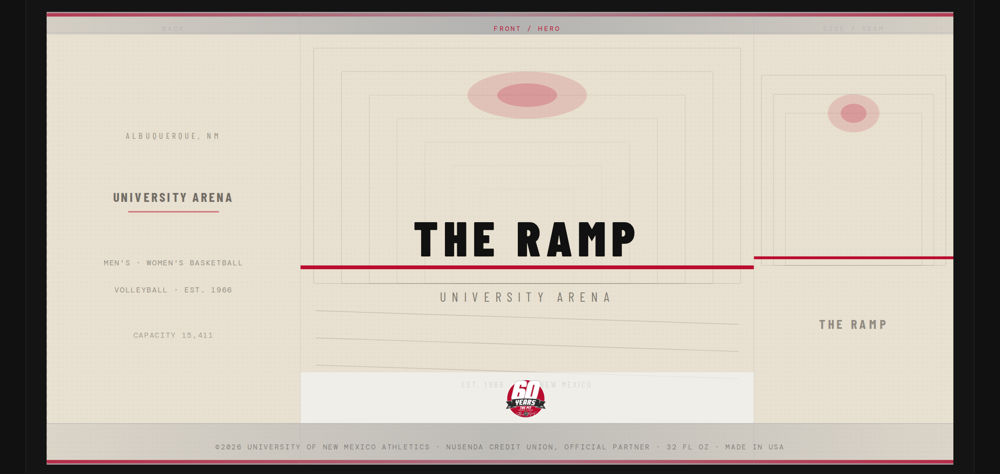 BACK
FRONT / HERO
SIDE / SEAM
ALBUQUERQUE, NM
UNIVERSITY ARENA
MEN'S · WOMEN'S BASKETBALL
VOLLEYBALL · EST. 1966
CAPACITY 15,411
THE RAMP
UNIVERSITY ARENA
EST. 1966 · NEW MEXICO
60
YEARS
THE PIT
THE RAMP
©2026 UNIVERSITY OF NEW MEXICO ATHLETICS · NUSENDA CREDIT UNION, OFFICIAL PARTNER · 32 FL OZ · MADE IN USA